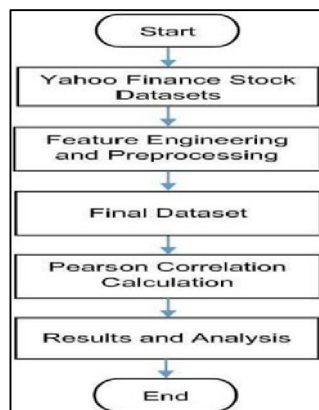 Start
Yahoo Finance Stock
Datasets
Feature Engineering
and Preprocessing
Final Dataset
Pearson Correlation
Calculation
Results and Analysis
End